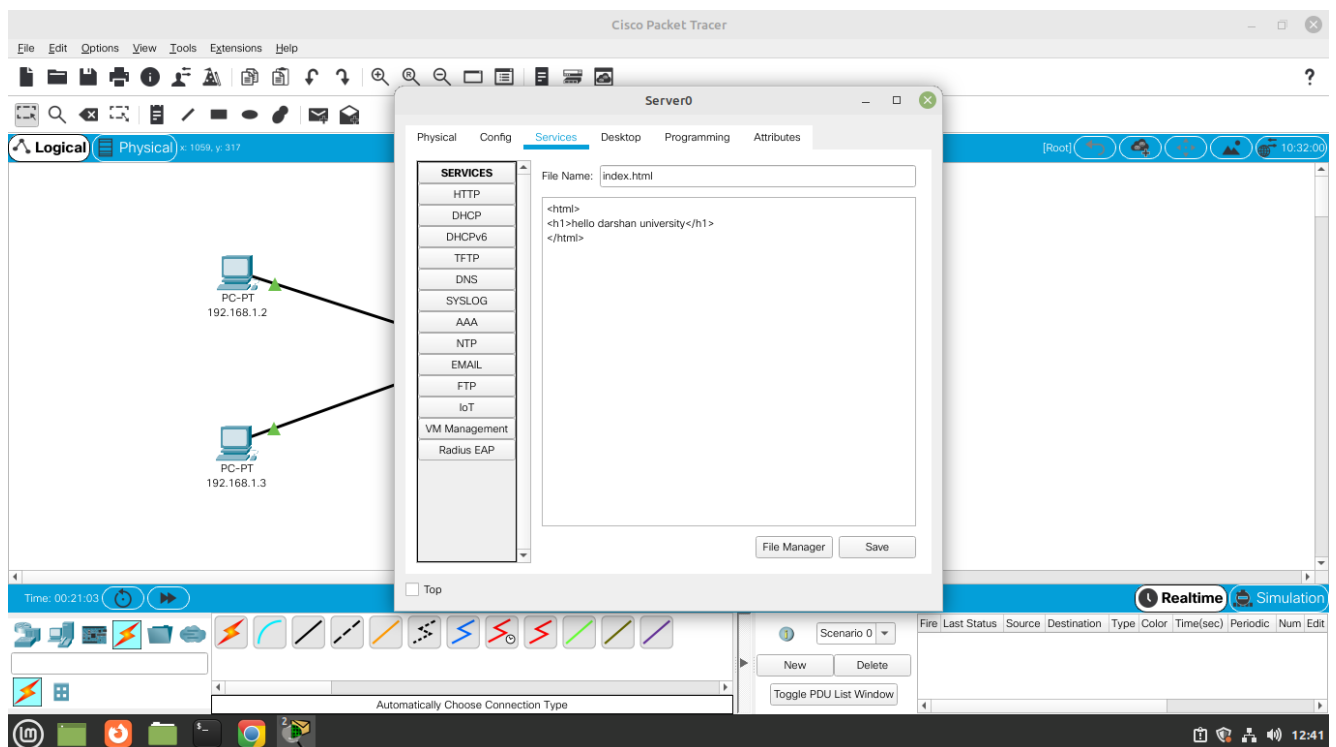 Cisco Packet Tracer
File Edit Options View Tools Extensions Help
?
Server0
Physical Config Services Desktop Programming Attributes
Logical Physical x: 1059, y: 317
[Root] 10:32:00
SERVICES
HTTP
DHCP
DHCPv6
TFTP
DNS
SYSLOG
AAA
NTP
EMAIL
FTP
IoT
VM Management
Radius EAP
File Name: index.html
<html>
<h1>hello darshan university</h1>
</html>
File Manager Save
Top
PC-PT
192.168.1.2
PC-PT
192.168.1.3
Time: 00:21:03
Realtime Simulation
Scenario 0
New Delete
Toggle PDU List Window
Fire Last Status Source Destination Type Color Time(sec) Periodic Num Edit
Automatically Choose Connection Type
2
12:41